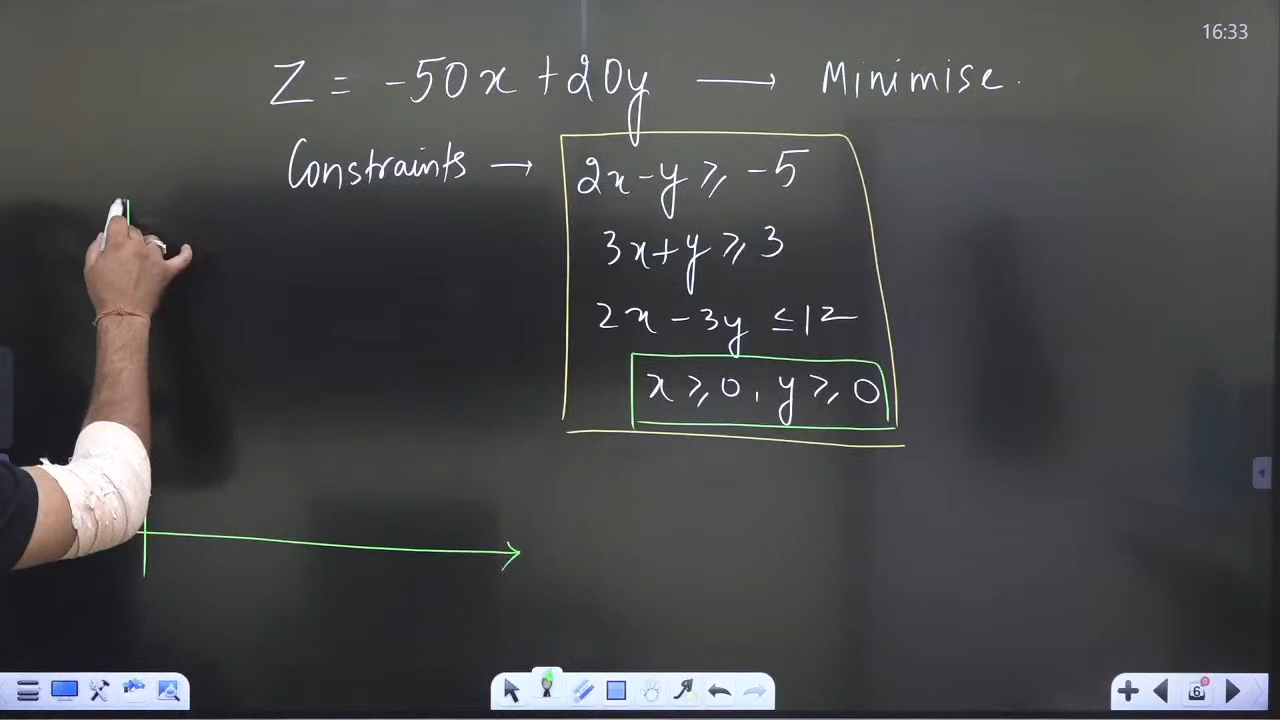 16:33
Z = -50x + 20y ⟶ Minimise.
Constraints → 2x - y ≥ -5
3x + y ≥ 3
2x - 3y ≤ 12
x ≥ 0, y ≥ 0
6